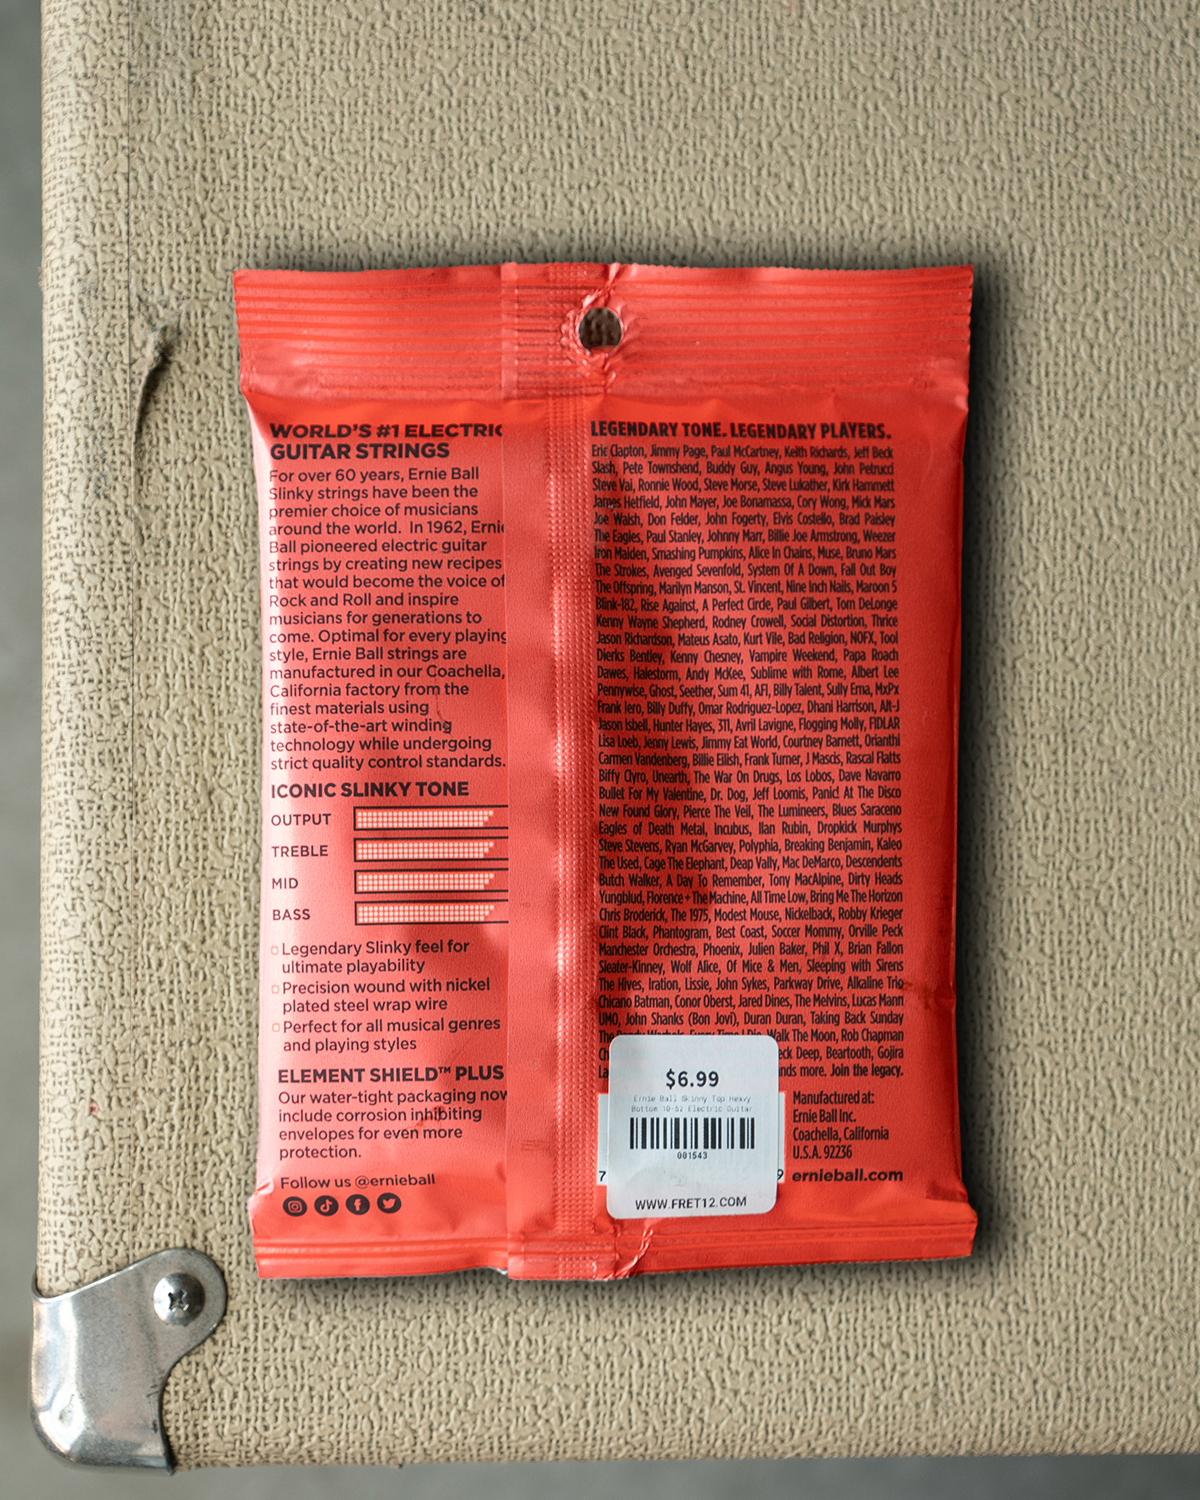 WORLD'S #1 ELECTRIC
GUITAR STRINGS
For over 60 years, Ernie Ball
Slinky strings have been the
premier choice of musicians
around the world. In 1962, Ernie
Ball pioneered electric guitar
strings by creating new recipes
that would become the voice of
Rock and Roll and inspire
musicians for generations to
come. Optimal for every playing
style, Ernie Ball strings are
manufactured in our Coachella,
California factory from the
finest materials using
state-of-the-art winding
technology while undergoing
strict quality control standards.
ICONIC SLINKY TONE
OUTPUT
TREBLE
MID
BASS
Legendary Slinky feel for
ultimate playability
Precision wound with nickel
plated steel wrap wire
Perfect for all musical genres
and playing styles
ELEMENT SHIELD™ PLUS
Our water-tight packaging now
include corrosion inhibiting
envelopes for even more
protection.
Follow us @ernieball
LEGENDARY TONE. LEGENDARY PLAYERS.
Eric Clapton, Jimmy Page, Paul McCartney, Keith Richards, Jeff Beck
Slash, Pete Townshend, Buddy Guy, Angus Young, John Petrucci
Steve Vai, Ronnie Wood, Steve Morse, Steve Lukather, Kirk Hammett
James Hetfield, John Mayer, Joe Bonamassa, Cory Wong, Mick Mars
Joe Walsh, Don Felder, John Fogerty, Elvis Costello, Brad Paisley
The Eagles, Paul Stanley, Johnny Marr, Billie Joe Armstrong, Weezer
Iron Maiden, Smashing Pumpkins, Alice In Chains, Muse, Bruno Mars
The Strokes, Avenged Sevenfold, System Of A Down, Fall Out Boy
The Offspring, Marilyn Manson, St. Vincent, Nine Inch Nails, Maroon 5
Blink-182, Rise Against, A Perfect Circle, Paul Gilbert, Tom DeLonge
Kenny Wayne Shepherd, Rodney Crowell, Social Distortion, Thrice
Jason Richardson, Mateus Asato, Kurt Vile, Bad Religion, NOFX, Tool
Dierks Bentley, Kenny Chesney, Vampire Weekend, Papa Roach
Dawes, Halestorm, Andy McKee, Sublime with Rome, Albert Lee
Pennywise, Ghost, Seether, Sum 41, AFI, Billy Talent, Sully Erna, MxPx
Frank Iero, Billy Duffy, Omar Rodriguez-Lopez, Dhani Harrison, Alt-J
Jason Isbell, Hunter Hayes, 311, Avril Lavigne, Flogging Molly, FIDLAR
Lisa Loeb, Jenny Lewis, Jimmy Eat World, Courtney Barnett, Orianthi
Carmen Vandenberg, Billie Eilish, Frank Turner, J Mascis, Rascal Flatts
Biffy Clyro, Unearth, The War On Drugs, Los Lobos, Dave Navarro
Bullet For My Valentine, Dr. Dog, Jeff Loomis, Panic! At The Disco
New Found Glory, Pierce The Veil, The Lumineers, Blues Saraceno
Eagles of Death Metal, Incubus, Ilan Rubin, Dropkick Murphys
Steve Stevens, Ryan McGarvey, Polyphia, Breaking Benjamin, Kaleo
The Used, Cage The Elephant, Deap Vally, Mac DeMarco, Descendents
Butch Walker, A Day To Remember, Tony MacAlpine, Dirty Heads
Yungblud, Florence + The Machine, All Time Low, Bring Me The Horizon
Chris Broderick, The 1975, Modest Mouse, Nickelback, Robby Krieger
Clint Black, Phantogram, Best Coast, Soccer Mommy, Orville Peck
Manchester Orchestra, Phoenix, Julien Baker, Phil X, Brian Fallon
Sleater-Kinney, Wolf Alice, Of Mice & Men, Sleeping with Sirens
The Hives, Iration, Lissie, John Sykes, Parkway Drive, Alkaline Trio
Chicano Batman, Conor Oberst, Jared Dines, The Melvins, Lucas Mann
UMO, John Shanks (Bon Jovi), Duran Duran, Taking Back Sunday
The Dandy Warhols, Every Time I Die, Walk The Moon, Rob Chapman
Deep, Beartooth, Gojira
more. Join the legacy.
$6.99
Ernie Ball Skinny Top Heavy
Bottom 10-52 Electric Guitar
001543
WWW.FRET12.COM
7
9
Manufactured at:
Ernie Ball Inc.
Coachella, California
U.S.A. 92236
ernieball.com